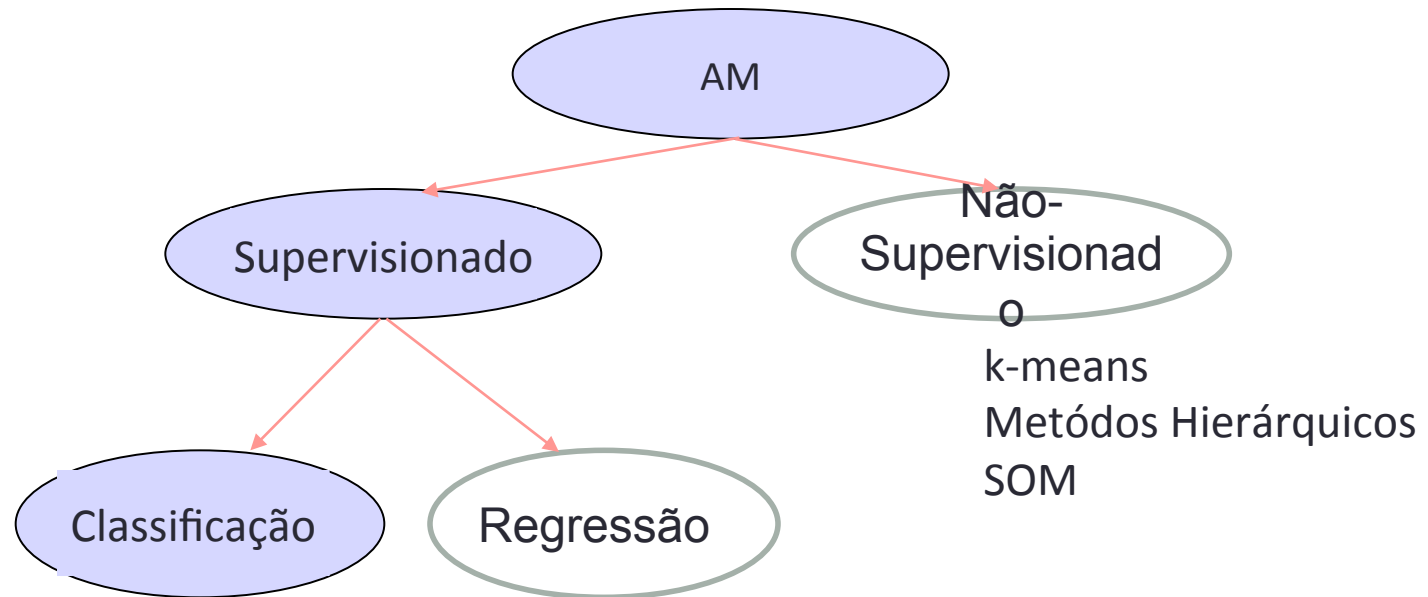 AM
Supervisionado
Não-
Supervisionad
o
k-means
Metódos Hierárquicos
SOM
Classificação
Regressão